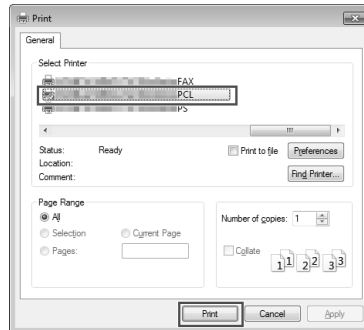 Print
General
Select Printer
FAX
PCL
PS
Status: Ready
Print to file
Preferences
Location:
Comment:
Find Printer...
Page Range
All
Selection
Current Page
Pages:
Number of copies: 1
Collate
1 1 2 2 3 3
Print
Cancel
Apply